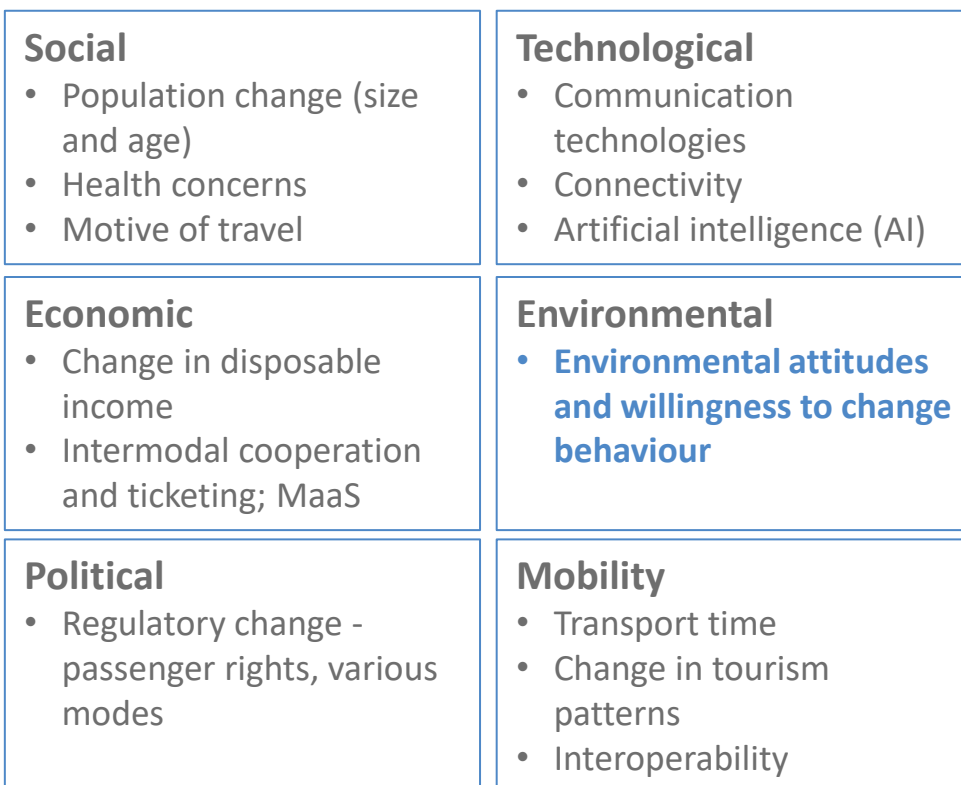 Social
• Population change (size
and age)
• Health concerns
• Motive of travel
Technological
• Communication
technologies
• Connectivity
• Artificial intelligence (AI)
Economic
• Change in disposable
income
• Intermodal cooperation
and ticketing; MaaS
Environmental
• Environmental attitudes
and willingness to change
behaviour
Political
• Regulatory change -
passenger rights, various
modes
Mobility
• Transport time
• Change in tourism
patterns
• Interoperability